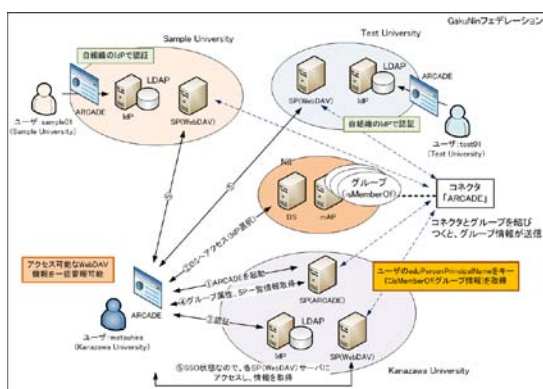 GakuNinフェデレーション
Sample University
Test University
自組織のIdPで認証
LDAP
ARCADE
IdP
SP(WebDAV)
ユーザ:sample01
(Sample University)
SP(WebDAV)
IdP
LDAP
ARCADE
自組織のIdPで認証
ユーザ:test01
(Test University)
NII
グループ
(isMemberOf)
DS
mAP
コネクタ
「ARCADE」
コネクタとグループを結び
つくと、グループ情報が送信
アクセス可能なWebDAV
情報を一括管理可能
ARCADE
ユーザ:matsuhira
(Kanazawa University)
②DSへアクセス(IdP選択)
①ARCADEを起動
④グループ属性、SP一覧情報取得
③認証
⑤
⑤
SP(ARCADE)
LDAP
IdP
SP(WebDAV)
ユーザのeduPersonPrincipalNameをキー
にisMemberOf(グループ情報)を取得
⑤SSO状態なので、各SP(WebDAV)サーバに
アクセスし、情報を取得
Kanazawa University